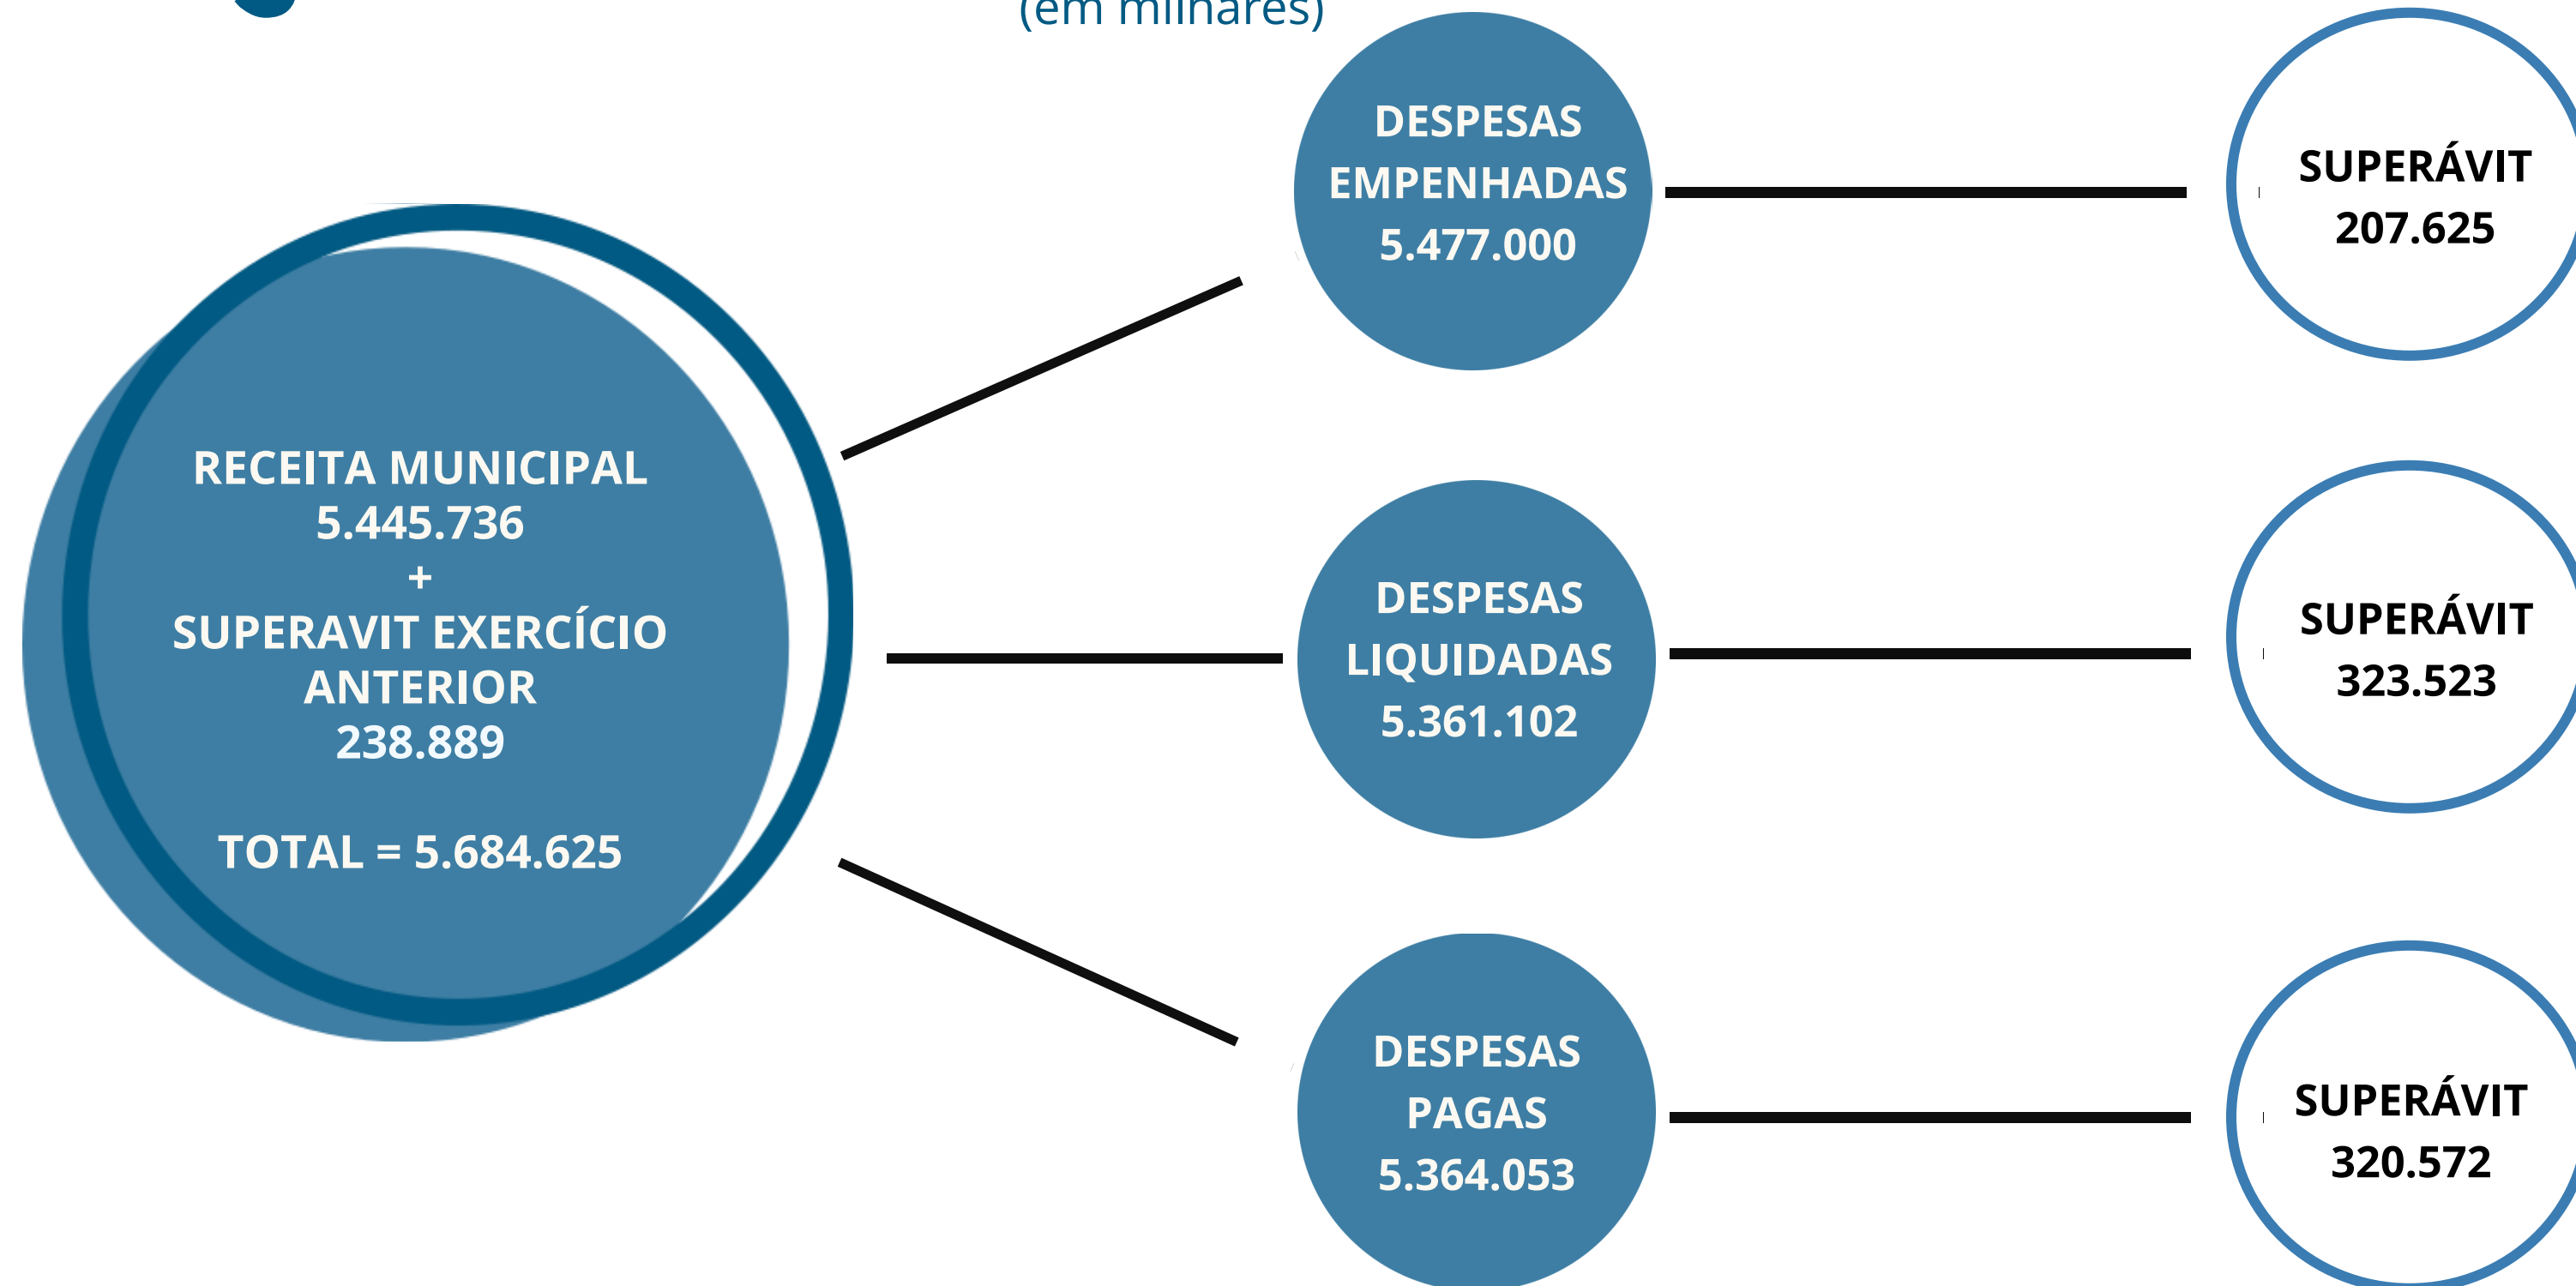 (em milhares)
RECEITA MUNICIPAL
5.445.736
+
SUPERAVIT EXERCÍCIO
ANTERIOR
238.889
TOTAL = 5.684.625
DESPESAS
EMPENHADAS
5.477.000
SUPERÁVIT
207.625
DESPESAS
LIQUIDADAS
5.361.102
SUPERÁVIT
323.523
DESPESAS
PAGAS
5.364.053
SUPERÁVIT
320.572